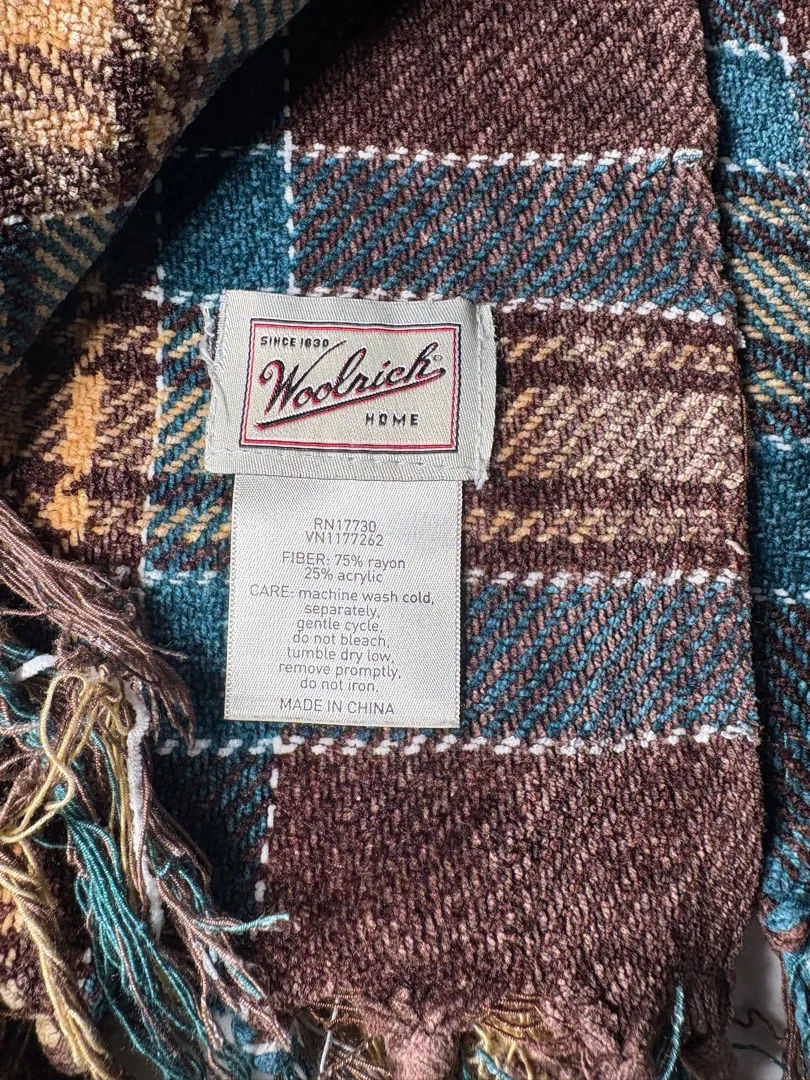 SINCE 1830
Woolrich®
HOME
RN17730
VN1177262
FIBER: 75% rayon
25% acrylic
CARE: machine wash cold,
separately,
gentle cycle,
do not bleach,
tumble dry low,
remove promptly,
do not iron.
MADE IN CHINA